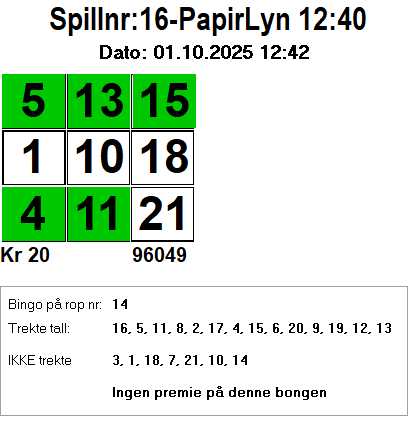 Spillnr:16-PapirLyn 12:40
Dato: 01.10.2025 12:42
5 13 15
1 10 18
4 11 21
Kr 20 96049
Bingo på rop nr: 14
Trekte tall: 16, 5, 11, 8, 2, 17, 4, 15, 6, 20, 9, 19, 12, 13
IKKE trekte 3, 1, 18, 7, 21, 10, 14
Ingen premie på denne bongen